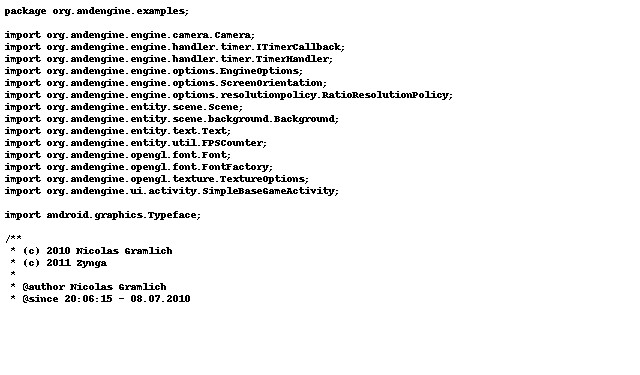 package org.andengine.examples;

import org.andengine.engine.camera.Camera;
import org.andengine.engine.handler.timer.ITimerCallback;
import org.andengine.engine.handler.timer.TimerHandler;
import org.andengine.engine.options.EngineOptions;
import org.andengine.engine.options.ScreenOrientation;
import org.andengine.engine.options.resolutionpolicy.RatioResolutionPolicy;
import org.andengine.entity.scene.Scene;
import org.andengine.entity.scene.background.Background;
import org.andengine.entity.text.Text;
import org.andengine.entity.util.FPSCounter;
import org.andengine.opengl.font.Font;
import org.andengine.opengl.font.FontFactory;
import org.andengine.opengl.texture.TextureOptions;
import org.andengine.ui.activity.SimpleBaseGameActivity;

import android.graphics.Typeface;

/**
 * (c) 2010 Nicolas Gramlich
 * (c) 2011 Zynga
 *
 * @author Nicolas Gramlich
 * @since 20:06:15 - 08.07.2010